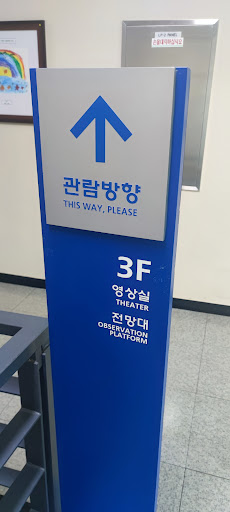 관람방향
THIS WAY, PLEASE
3F
영상실
THEATER
전망대
OBSERVATION
PLATFORM